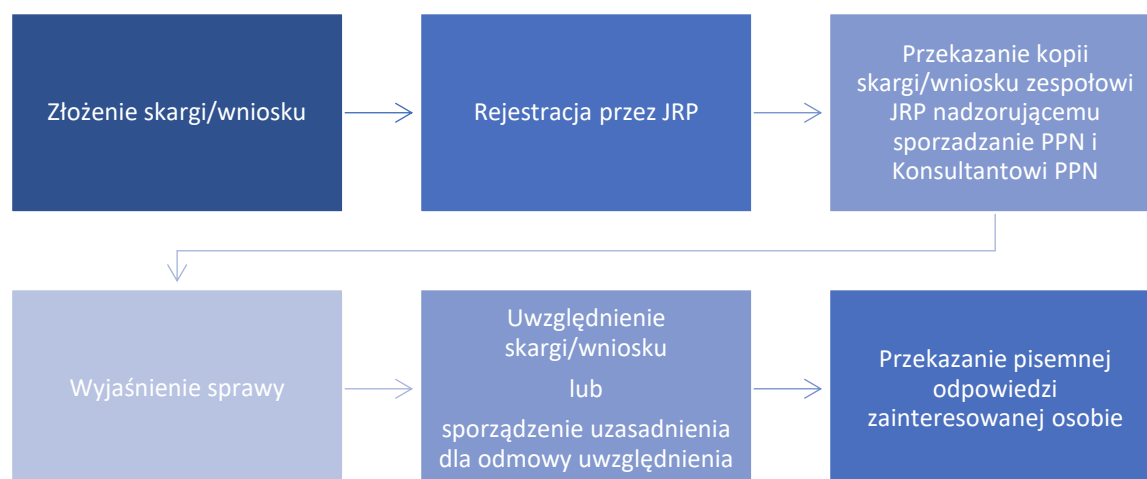 Złożenie skargi/wniosku
Rejestracja przez JRP
Przekazanie kopii
skargi/wniosku zespołowi
JRP nadzorującemu
sporzadzanie PPN i
Konsultantowi PPN
Wyjaśnienie sprawy
Uwzględnienie
skargi/wniosku
lub
sporządzenie uzasadnienia
dla odmowy uwzględnienia
Przekazanie pisemnej
odpowiedzi
zainteresowanej osobie